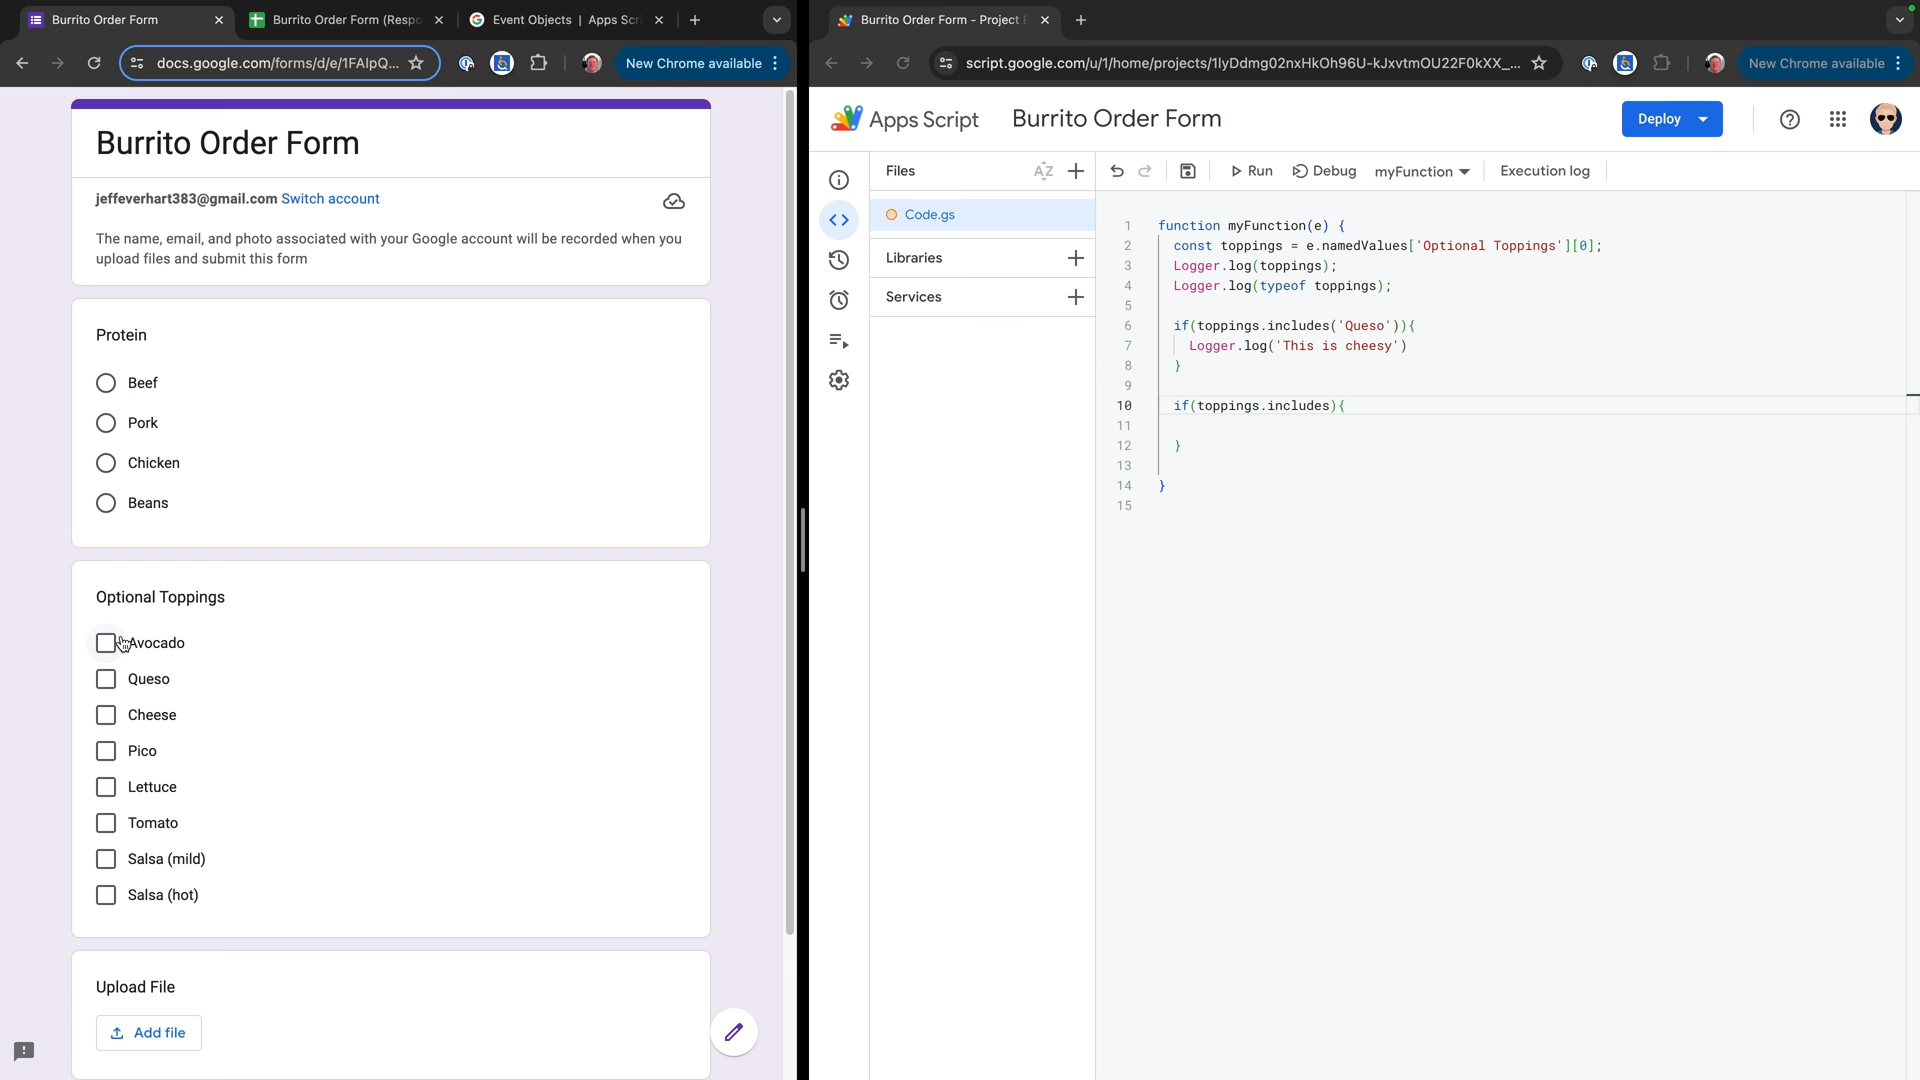 Burrito Order Form
Burrito Order Form (Respo
Event Objects | Apps Scri
docs.google.com/forms/d/e/1FAIpQ...
New Chrome available
Burrito Order Form
jeffeverhart383@gmail.com Switch account
The name, email, and photo associated with your Google account will be recorded when you
upload files and submit this form
Protein
Beef
Pork
Chicken
Beans
Optional Toppings
Avocado
Queso
Cheese
Pico
Lettuce
Tomato
Salsa (mild)
Salsa (hot)
Upload File
Add file
Burrito Order Form - Project E
script.google.com/u/1/home/projects/1lyDdmg02nxHkOh96U-kJxvtmOU22F0kXX_...
New Chrome available
Apps Script
Burrito Order Form
Deploy
Files
AZ
Run
Debug
myFunction
Execution log
Code.gs
Libraries
Services
1 function myFunction(e) {
2 const toppings = e.namedValues['Optional Toppings'][0];
3 Logger.log(toppings);
4 Logger.log(typeof toppings);
5
6 if(toppings.includes('Queso')){
7 Logger.log('This is cheesy')
8 }
9
10 if(toppings.includes){
11
12 }
13
14 }
15